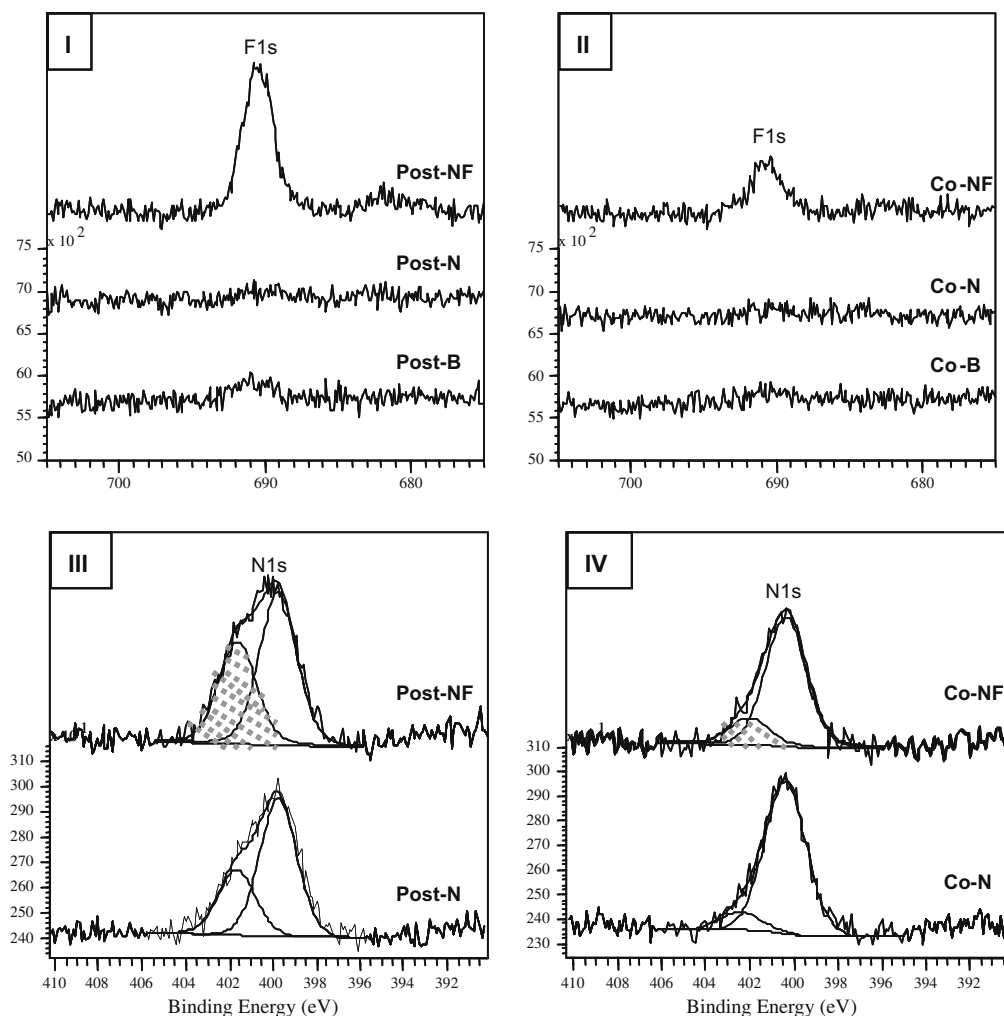 I
F1s
Post-NF
x 10 2
75
Post-N
70
65
Post-B
60
55
50
700 690 680
II
F1s
Co-NF
x 10 2
75
Co-N
70
65
Co-B
60
55
50
700 690 680
III
N1s
Post-NF
1
310
300
290
280
270
Post-N
260
250
240
410 408 406 404 402 400 398 396 394 392
Binding Energy (eV)
IV
N1s
Co-NF
1
310
300
290
280
270
Co-N
260
250
240
230
410 408 406 404 402 400 398 396 394 392
Binding Energy (eV)